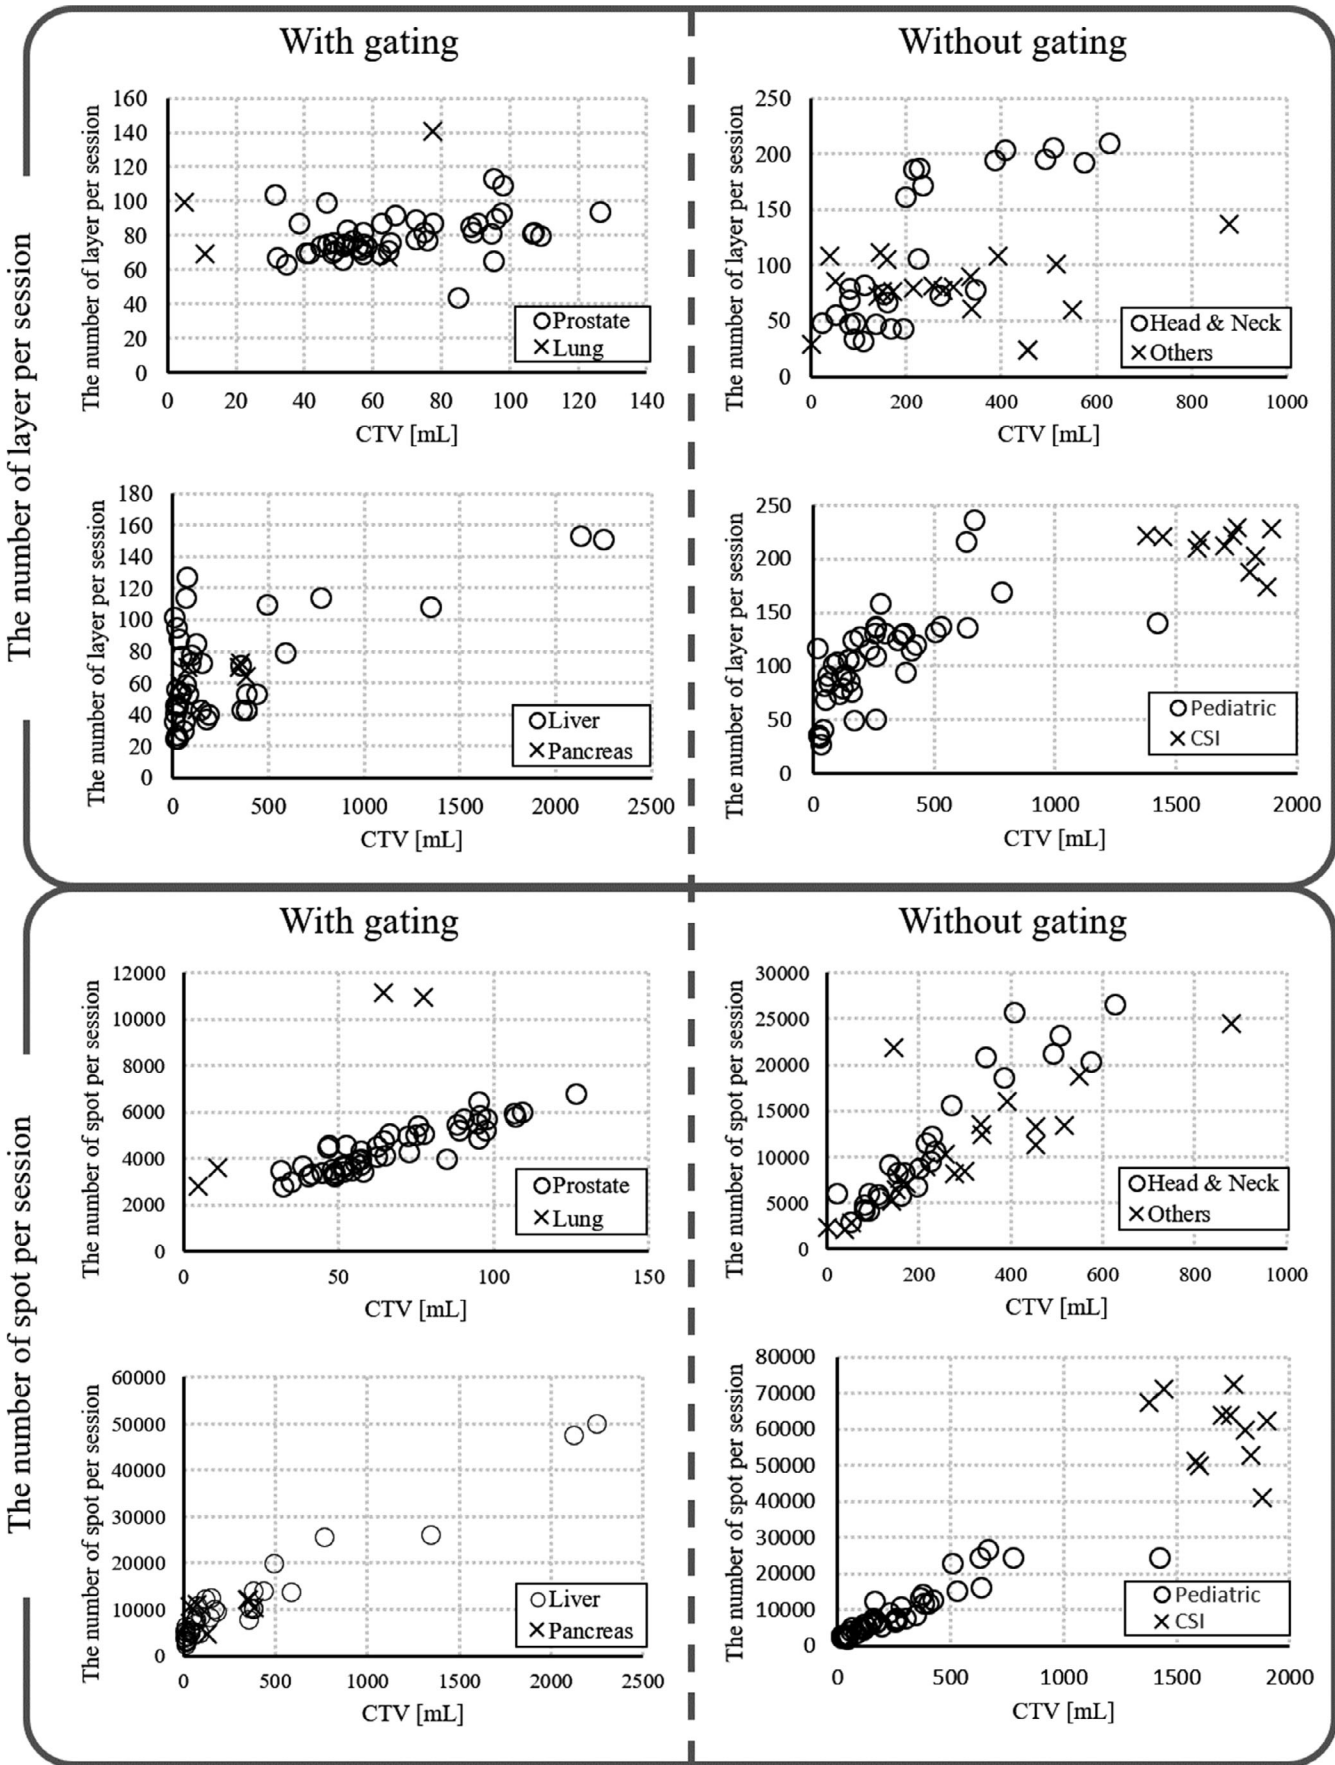 The number of layer per session
With gating
Without gating
The number of layer per session
160
140
120
100
80
60
40
20
0
0 20 40 60 80 100 120 140
CTV [mL]
Prostate
Lung
The number of layer per session
250
200
150
100
50
0
0 200 400 600 800 1000
CTV [mL]
Head & Neck
Others
The number of layer per session
180
160
140
120
100
80
60
40
20
0
0 500 1000 1500 2000 2500
CTV [mL]
Liver
Pancreas
The number of layer per session
250
200
150
100
50
0
0 500 1000 1500 2000
CTV [mL]
Pediatric
CSI
The number of spot per session
With gating
Without gating
The number of spot per session
12000
10000
8000
6000
4000
2000
0
0 50 100 150
CTV [mL]
Prostate
Lung
The number of spot per session
30000
25000
20000
15000
10000
5000
0
0 200 400 600 800 1000
CTV [mL]
Head & Neck
Others
The number of spot per session
60000
50000
40000
30000
20000
10000
0
0 500 1000 1500 2000 2500
CTV [mL]
Liver
Pancreas
The number of spot per session
80000
70000
60000
50000
40000
30000
20000
10000
0
0 500 1000 1500 2000
CTV [mL]
Pediatric
CSI